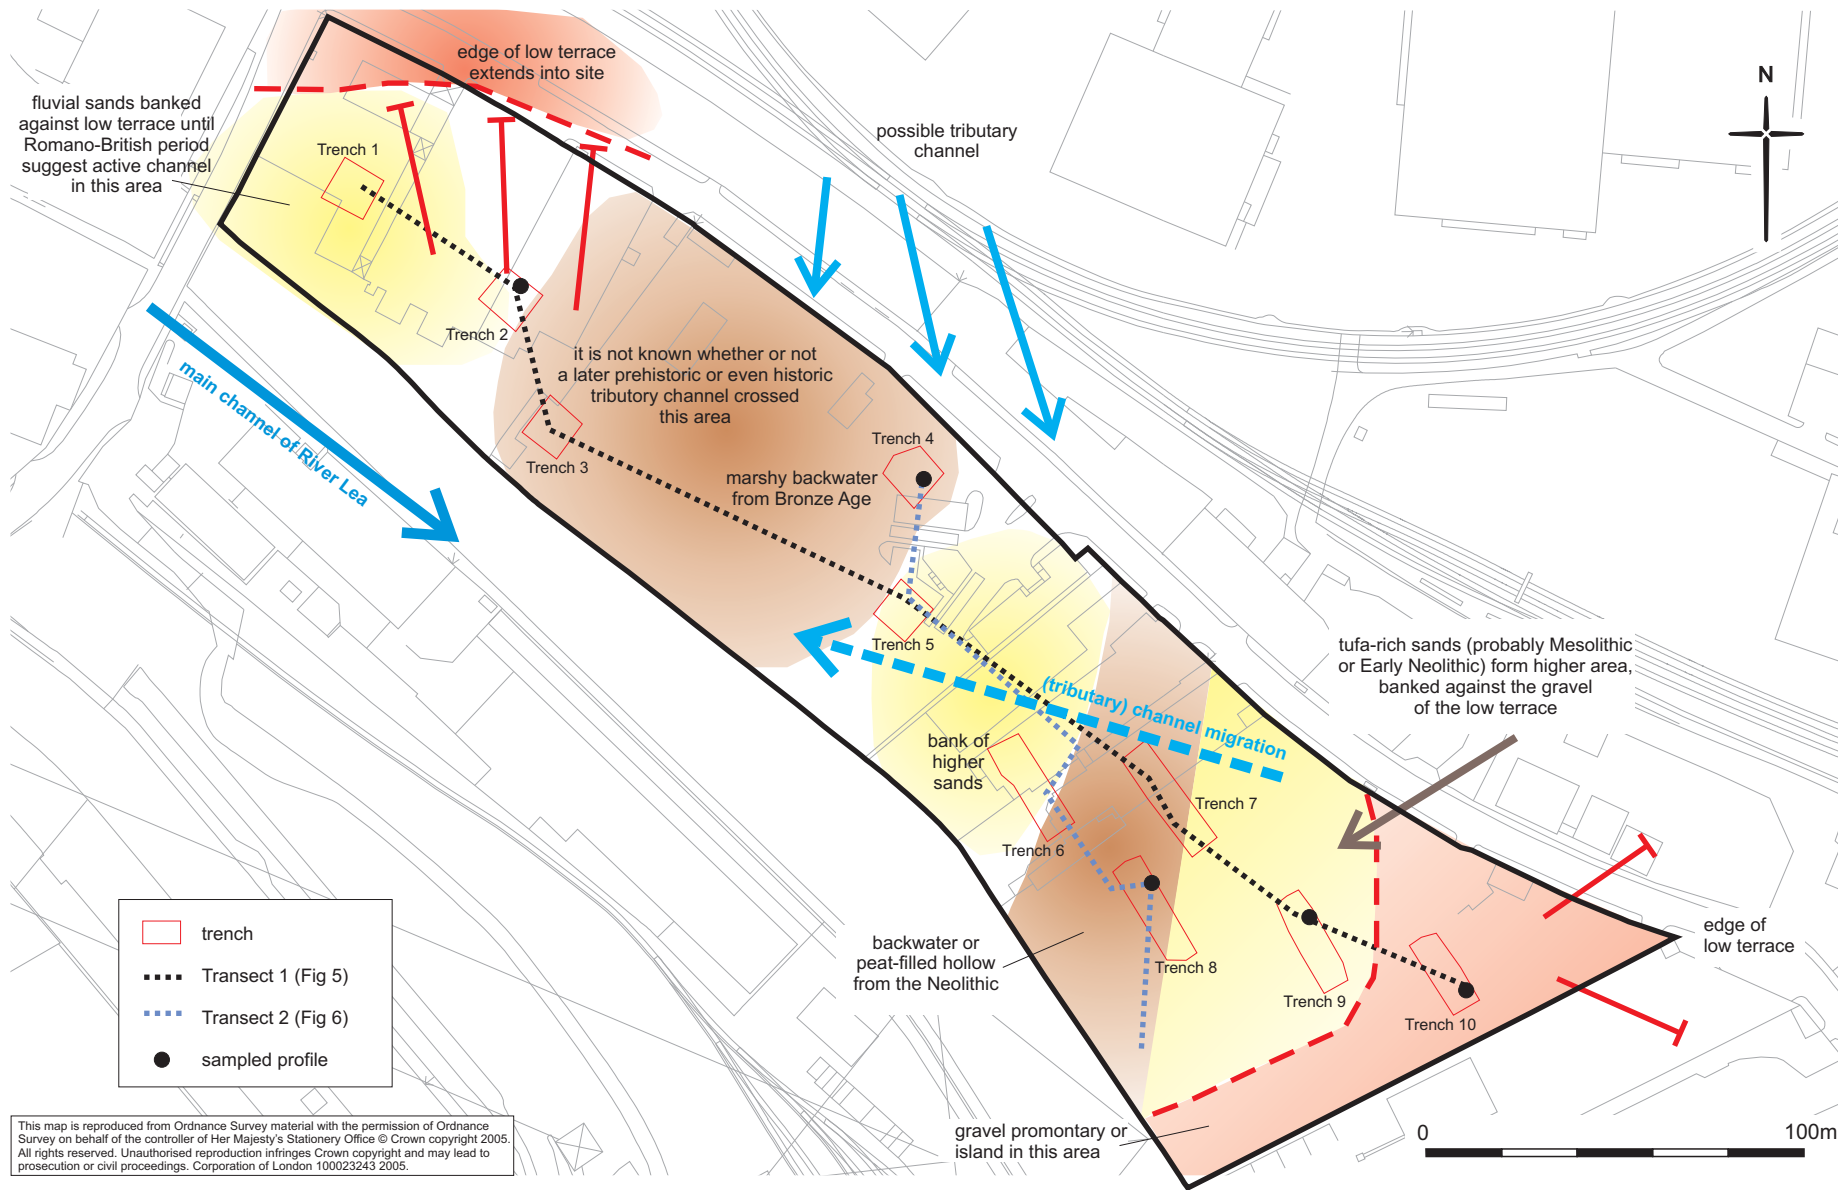 edge of low terrace
extends into site
fluvial sands banked
against low terrace until
Romano-British period
suggest active channel
in this area
Trench 1
possible tributary
channel
N
Trench 2
main channel of River Lea
it is not known whether or not
a later prehistoric or even historic
tributory channel crossed
this area
Trench 3
Trench 4
marshy backwater
from Bronze Age
Trench 5
tufa-rich sands (probably Mesolithic
or Early Neolithic) form higher area,
banked against the gravel
of the low terrace
(tributary) channel migration
bank of
higher
sands
Trench 6
Trench 7
backwater or
peat-filled hollow
from the Neolithic
Trench 8
Trench 9
Trench 10
edge of
low terrace
gravel promontary or
island in this area
trench
Transect 1 (Fig 5)
Transect 2 (Fig 6)
sampled profile
0
100m
This map is reproduced from Ordnance Survey material with the permission of Ordnance
Survey on behalf of the controller of Her Majesty's Stationery Office © Crown copyright 2005.
All rights reserved. Unauthorised reproduction infringes Crown copyright and may lead to
prosecution or civil proceedings. Corporation of London 100023243 2005.